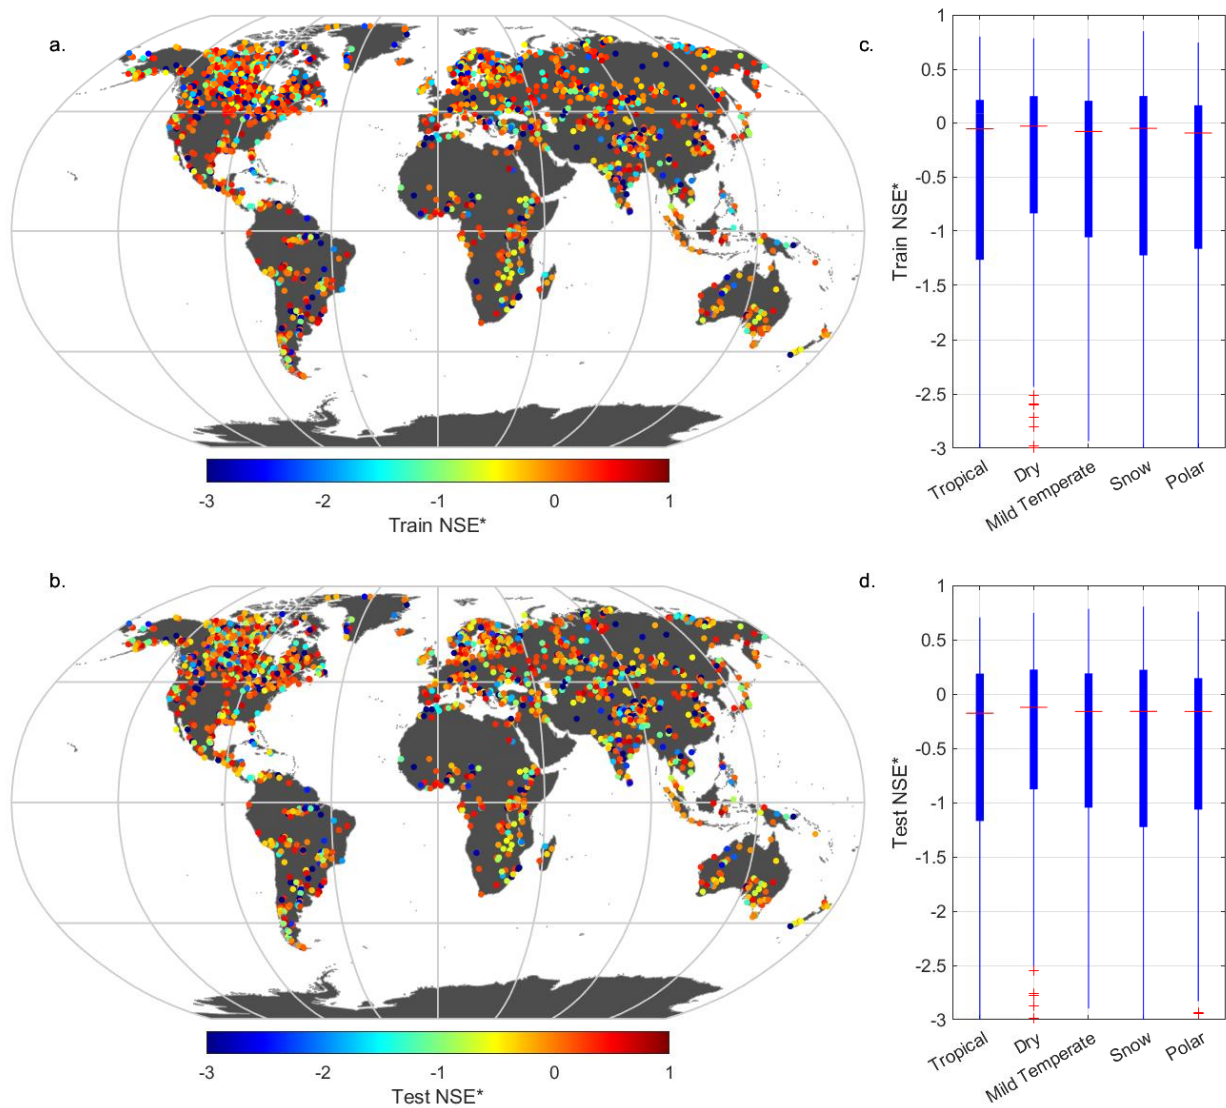 a.
-3 -2 -1 0 1
Train NSE*
c.
1
0.5
0
-0.5
-1
-1.5
-2
-2.5
-3
Train NSE*
Tropical
Dry
Mild Temperate
Snow
Polar
b.
-3 -2 -1 0 1
Test NSE*
d.
1
0.5
0
-0.5
-1
-1.5
-2
-2.5
-3
Test NSE*
Tropical
Dry
Mild Temperate
Snow
Polar